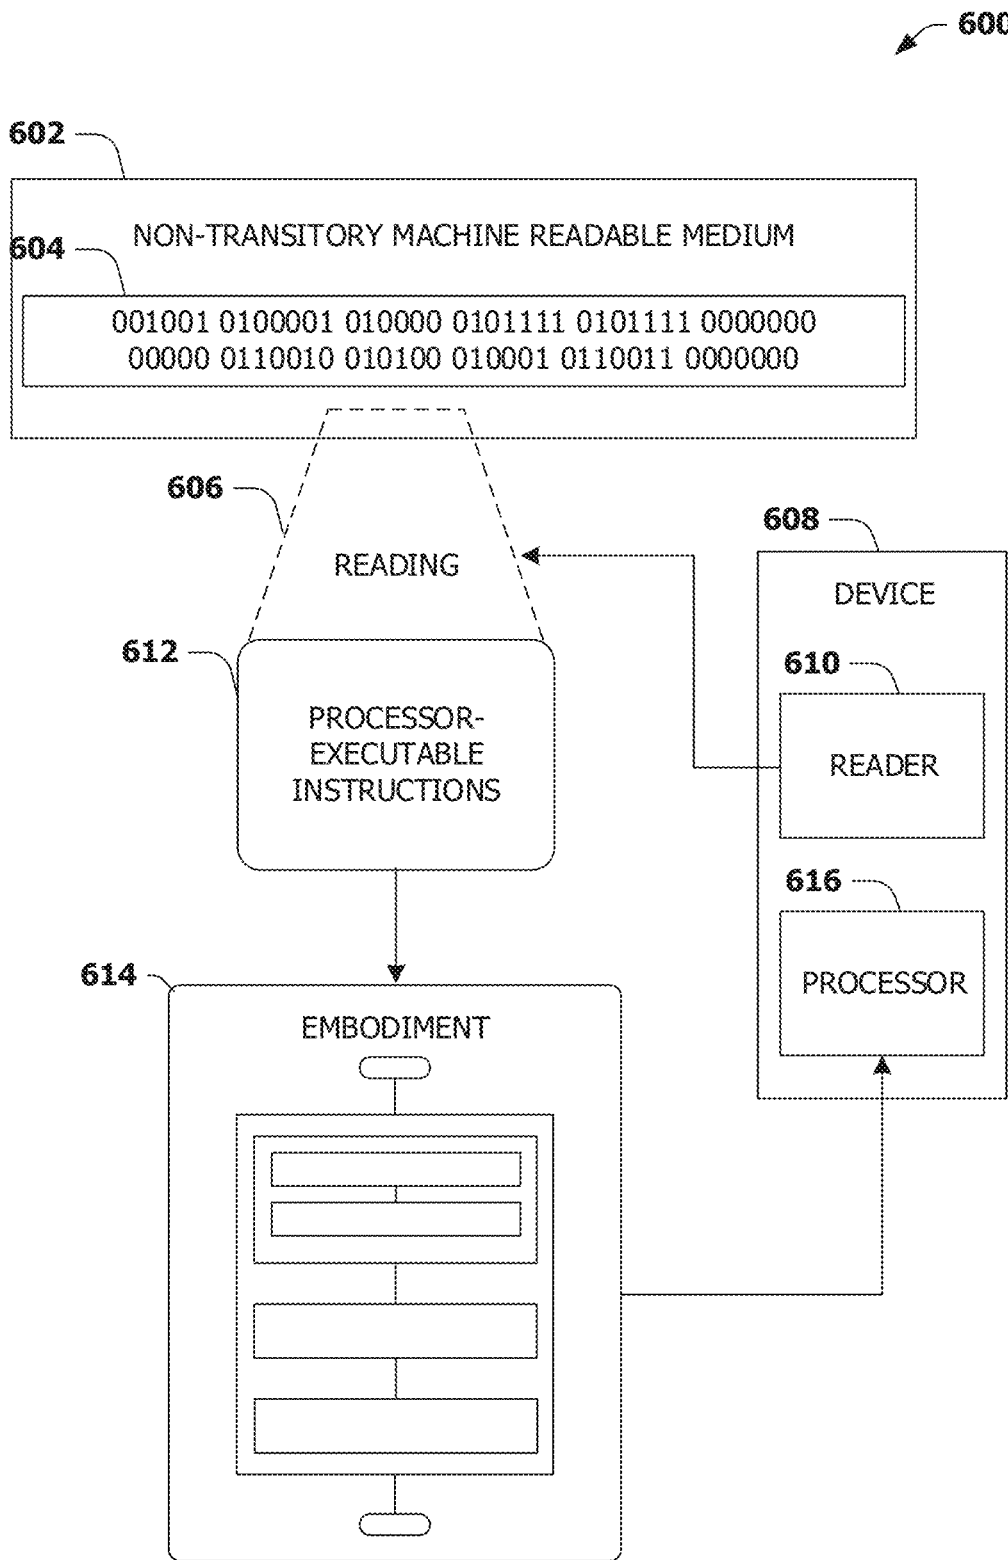 600
602
NON-TRANSITORY MACHINE READABLE MEDIUM
604
001001 0100001 010000 0101111 0101111 0000000
00000 0110010 010100 010001 0110011 0000000
606
READING
608
DEVICE
612
610
PROCESSOR-
EXECUTABLE
INSTRUCTIONS
READER
616
PROCESSOR
614
EMBODIMENT